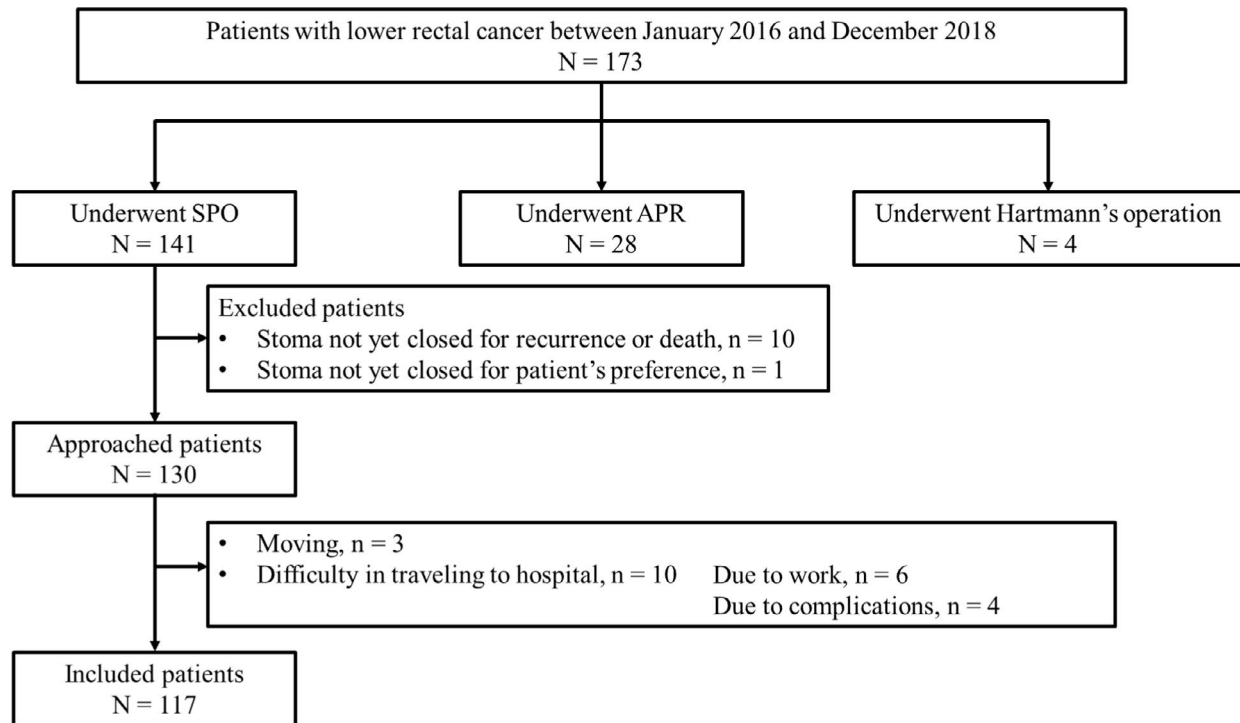 Patients with lower rectal cancer between January 2016 and December 2018
N = 173
Underwent SPO
N = 141
Underwent APR
N = 28
Underwent Hartmann’s operation
N = 4
Excluded patients
• Stoma not yet closed for recurrence or death, n = 10
• Stoma not yet closed for patient’s preference, n = 1
Approached patients
N = 130
• Moving, n = 3
• Difficulty in traveling to hospital, n = 10 Due to work, n = 6
Due to complications, n = 4
Included patients
N = 117